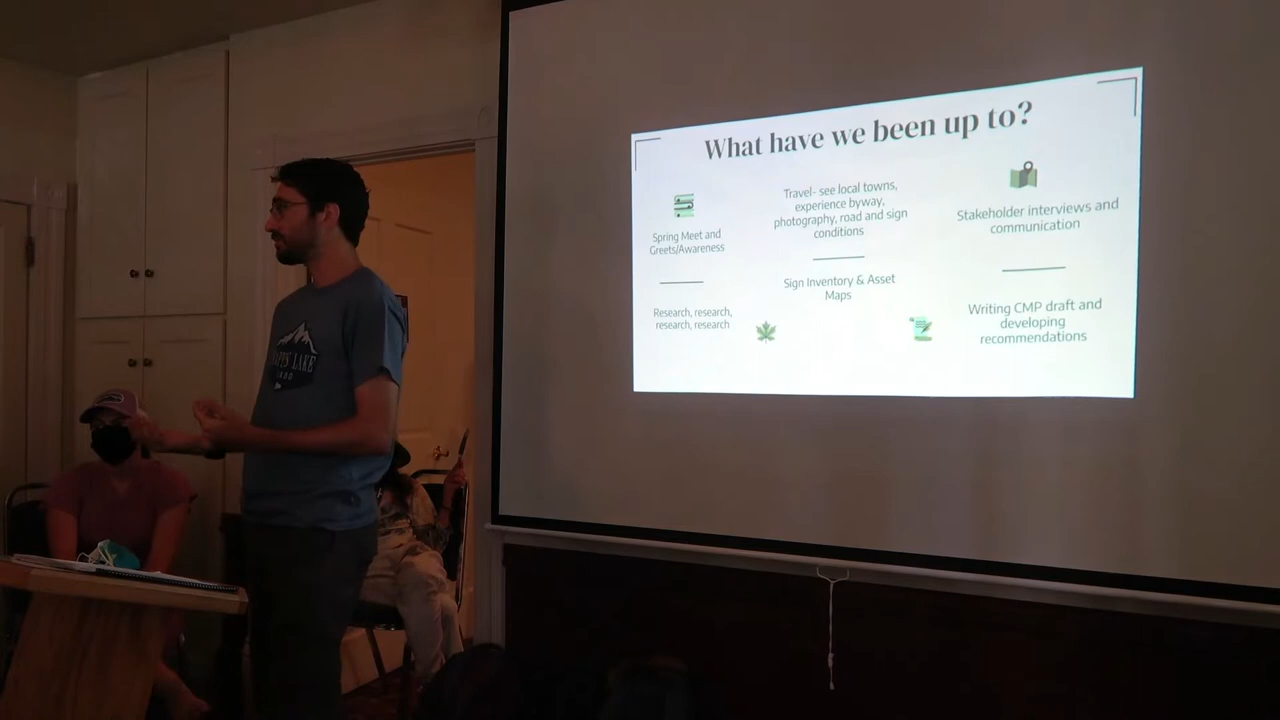 What have we been up to?
Spring Meet and
Greets/Awareness
Research, research,
research, research
Travel- see local towns,
experience byway,
photography, road and sign
conditions
Sign Inventory & Asset
Maps
Stakeholder interviews and
communication
Writing CMP draft and
developing
recommendations
LAKE